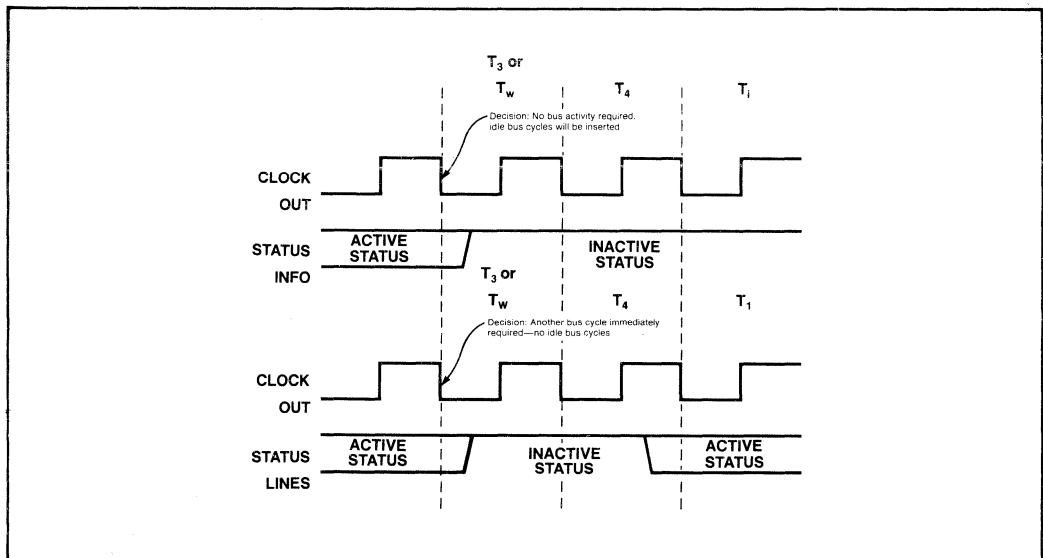 T3 or
Tw T4 Ti
Decision: No bus activity required.
idle bus cycles will be inserted
CLOCK
OUT
ACTIVE
STATUS
INACTIVE
STATUS
STATUS
INFO
T3 or
TW T4 T1
Decision: Another bus cycle immediately
required—no idle bus cycles
CLOCK
OUT
ACTIVE
STATUS
INACTIVE
STATUS
ACTIVE
STATUS
STATUS
LINES